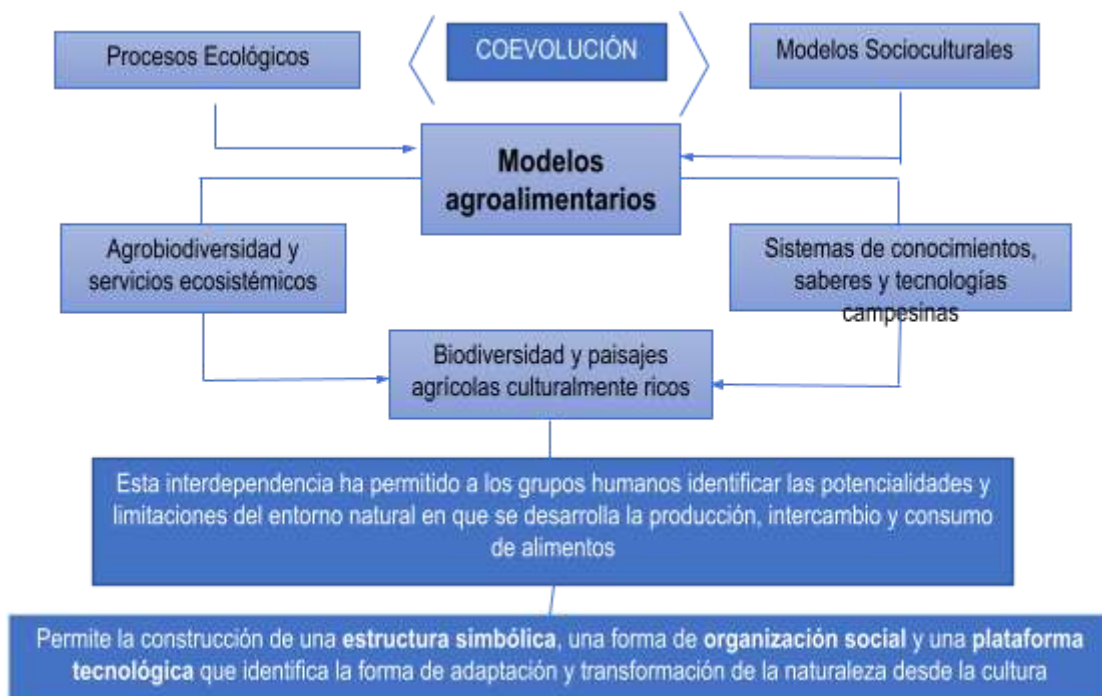 Procesos Ecológicos
COEVOLUCIÓN
Modelos Socioculturales
Modelos
agroalimentarios
Agrobiodiversidad y
servicios ecosistémicos
Sistemas de conocimientos,
saberes y tecnologías
campesinas
Biodiversidad y paisajes
agrícolas culturalmente ricos
Esta interdependencia ha permitido a los grupos humanos identificar las potencialidades y
limitaciones del entorno natural en que se desarrolla la producción, intercambio y consumo
de alimentos
Permite la construcción de una estructura simbólica, una forma de organización social y una plataforma
tecnológica que identifica la forma de adaptación y transformación de la naturaleza desde la cultura